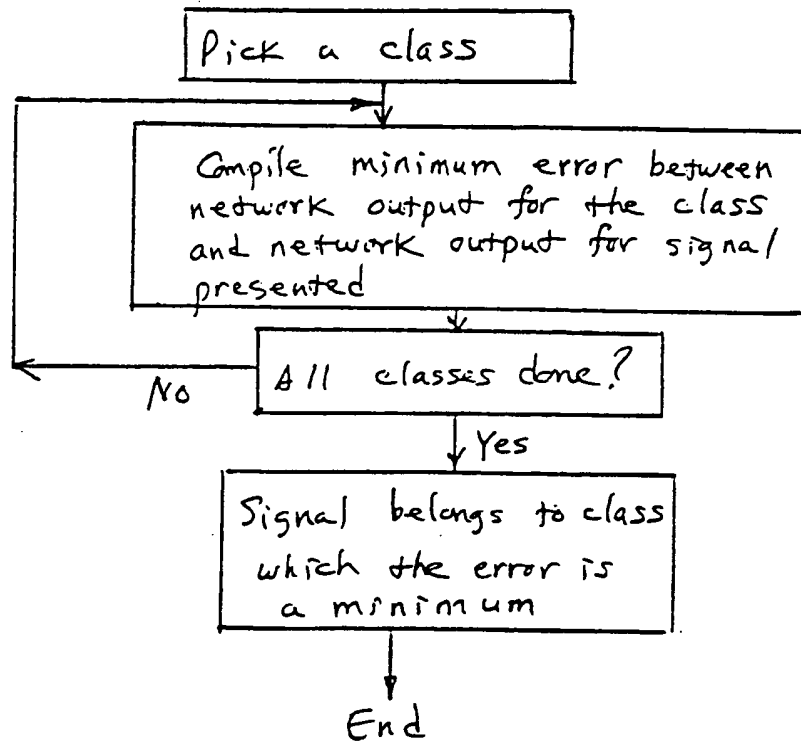 Pick a class
Compile minimum error between
network output for the class
and network output for signal
presented
All classes done?
No
Yes
Signal belongs to class
which the error is
a minimum
End